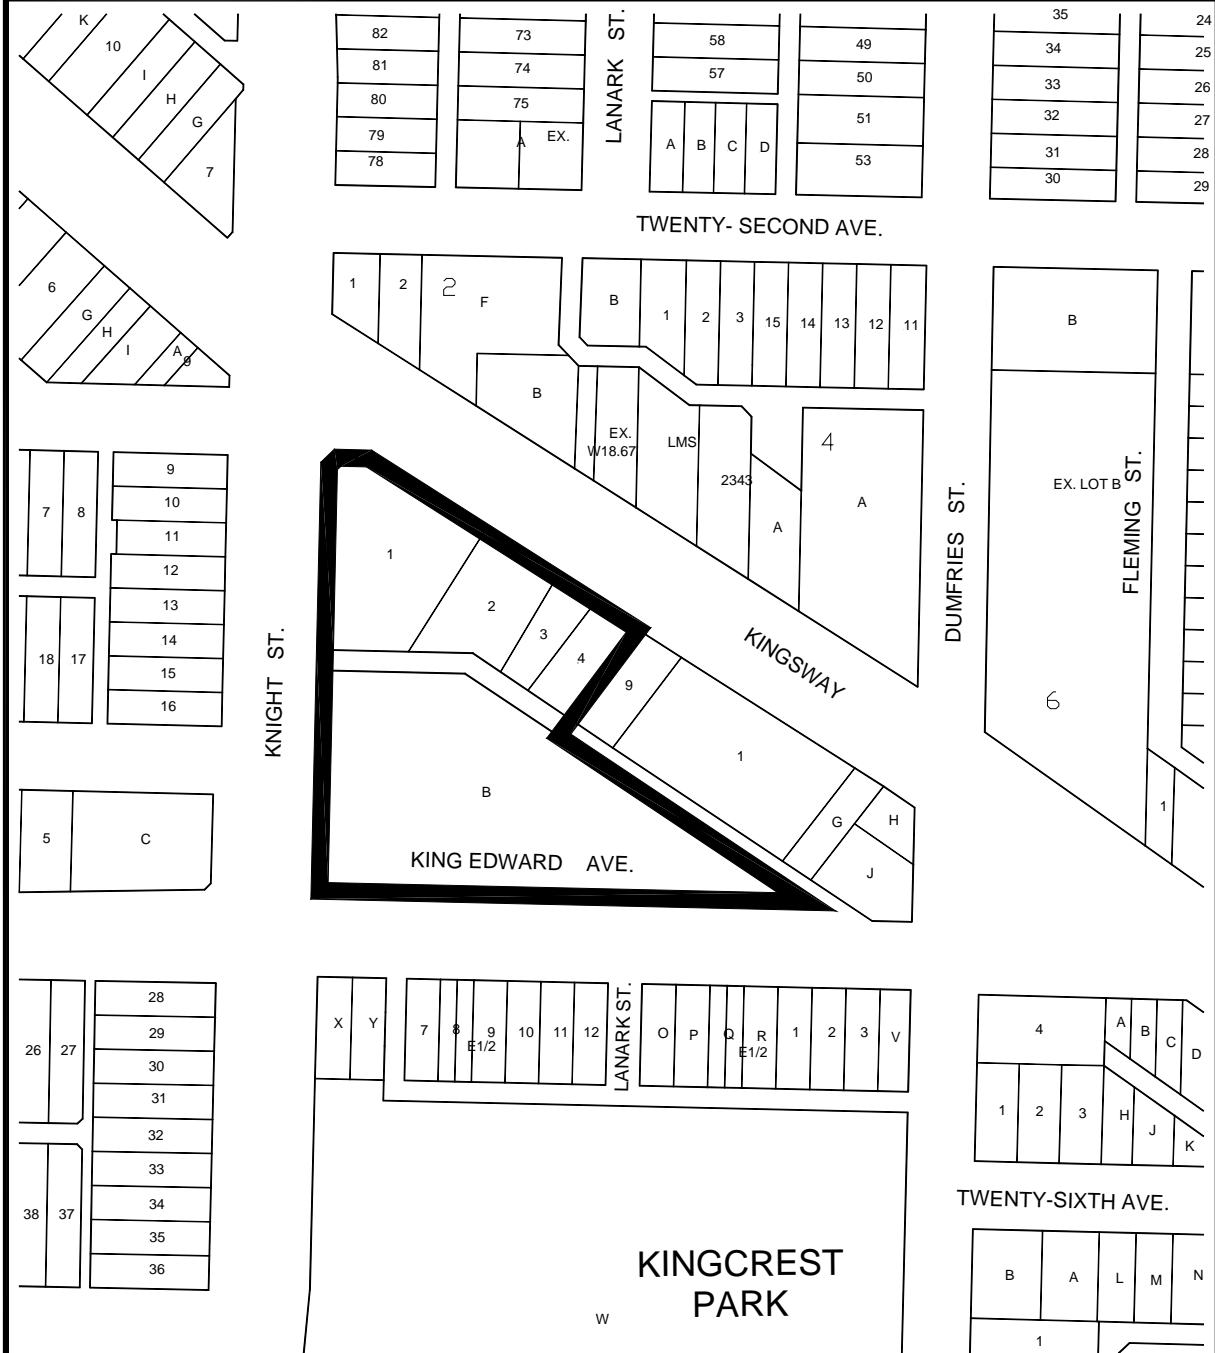 K
10
I
H
G
7
82
81
80
79
78
73
74
75
A EX.
LANARK ST.
58
57
A B C D
49
50
51
53
35
34
33
32
31
30
24
25
26
27
28
29
TWENTY- SECOND AVE.
6
G
H
I
A
9
1 2 2 F
B
B 1 2 3 15 14 13 12 11
EX.
W18.67
LMS
2343
A
4
A
B
EX. LOT B
6
1
DUMFRIES ST.
FLEMING ST.
7 8
18 17
9
10
11
12
13
14
15
16
KNIGHT ST.
1
2
3
4
9
KINGSWAY
1
G
H
J
B
KING EDWARD AVE.
5 C
26 27
28
29
30
31
32
33
34
35
36
38 37
X Y
7 8 9 10 11 12
E1/2
LANARK ST.
O P Q R 1 2 3 V
E1/2
4
A B C D
1 2 3 H J K
TWENTY-SIXTH AVE.
B A L M N
1
KINGCREST
PARK
W